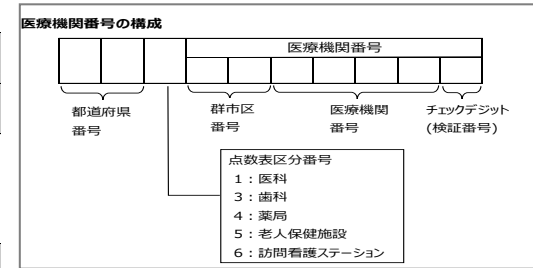 医療機関番号の構成
医療機関番号
都道府県
番号
群市区
番号
医療機関
番号
チェックデジット
(検証番号)
点数表区分番号
1：医科
3：歯科
4：薬局
5：老人保健施設
6：訪問看護ステーション